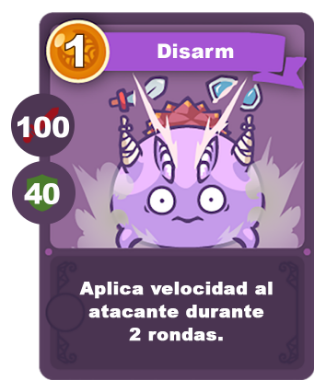 1
Disarm
100
40
Aplica velocidad al
atacante durante
2 rondas.